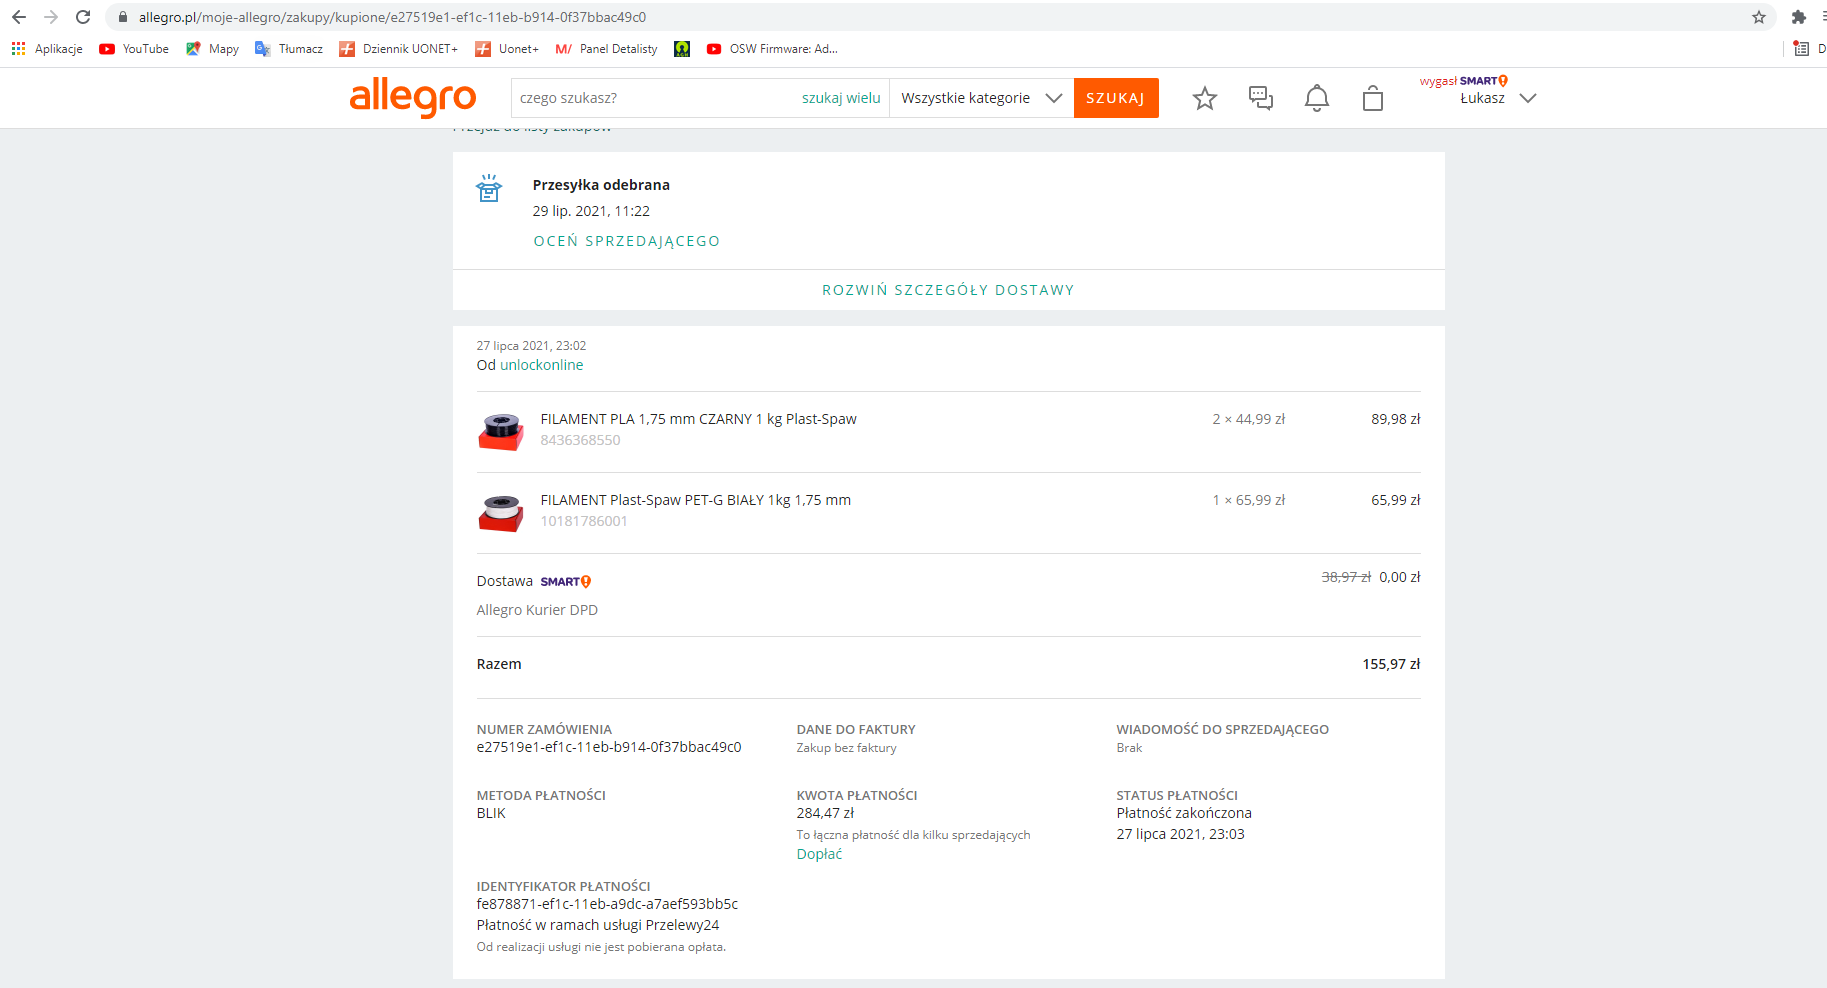 allegro.pl/moje-allegro/zakupy/kupione/e27519e1-ef1c-11eb-b914-0f37bbac49c0
Aplikacje YouTube Mapy Tłumacz Dziennik UONET+ Uonet+ M/ Panel Detalisty OSW Firmware: Ad... D
allegro czego szukasz? szukaj wielu Wszystkie kategorie SZUKAJ
wygasł SMART!
Łukasz
Przejdź do listy zakupów
Przesyłka odebrana
29 lip. 2021, 11:22
OCEŃ SPRZEDAJĄCEGO
ROZWIŃ SZCZEGÓŁY DOSTAWY
27 lipca 2021, 23:02
Od unlockonline
FILAMENT PLA 1,75 mm CZARNY 1 kg Plast-Spaw 2 × 44,99 zł 89,98 zł
8436368550
FILAMENT Plast-Spaw PET-G BIAŁY 1kg 1,75 mm 1 × 65,99 zł 65,99 zł
10181786001
Dostawa SMART! 38,97 zł 0,00 zł
Allegro Kurier DPD
Razem 155,97 zł
NUMER ZAMÓWIENIA
e27519e1-ef1c-11eb-b914-0f37bbac49c0
DANE DO FAKTURY
Zakup bez faktury
WIADOMOŚĆ DO SPRZEDAJĄCEGO
Brak
METODA PŁATNOŚCI
BLIK
KWOTA PŁATNOŚCI
284,47 zł
To łączna płatność dla kilku sprzedających
Dopłać
STATUS PŁATNOŚCI
Płatność zakończona
27 lipca 2021, 23:03
IDENTYFIKATOR PŁATNOŚCI
fe878871-ef1c-11eb-a9dc-a7aef593bb5c
Płatność w ramach usługi Przelewy24
Od realizacji usługi nie jest pobierana opłata.